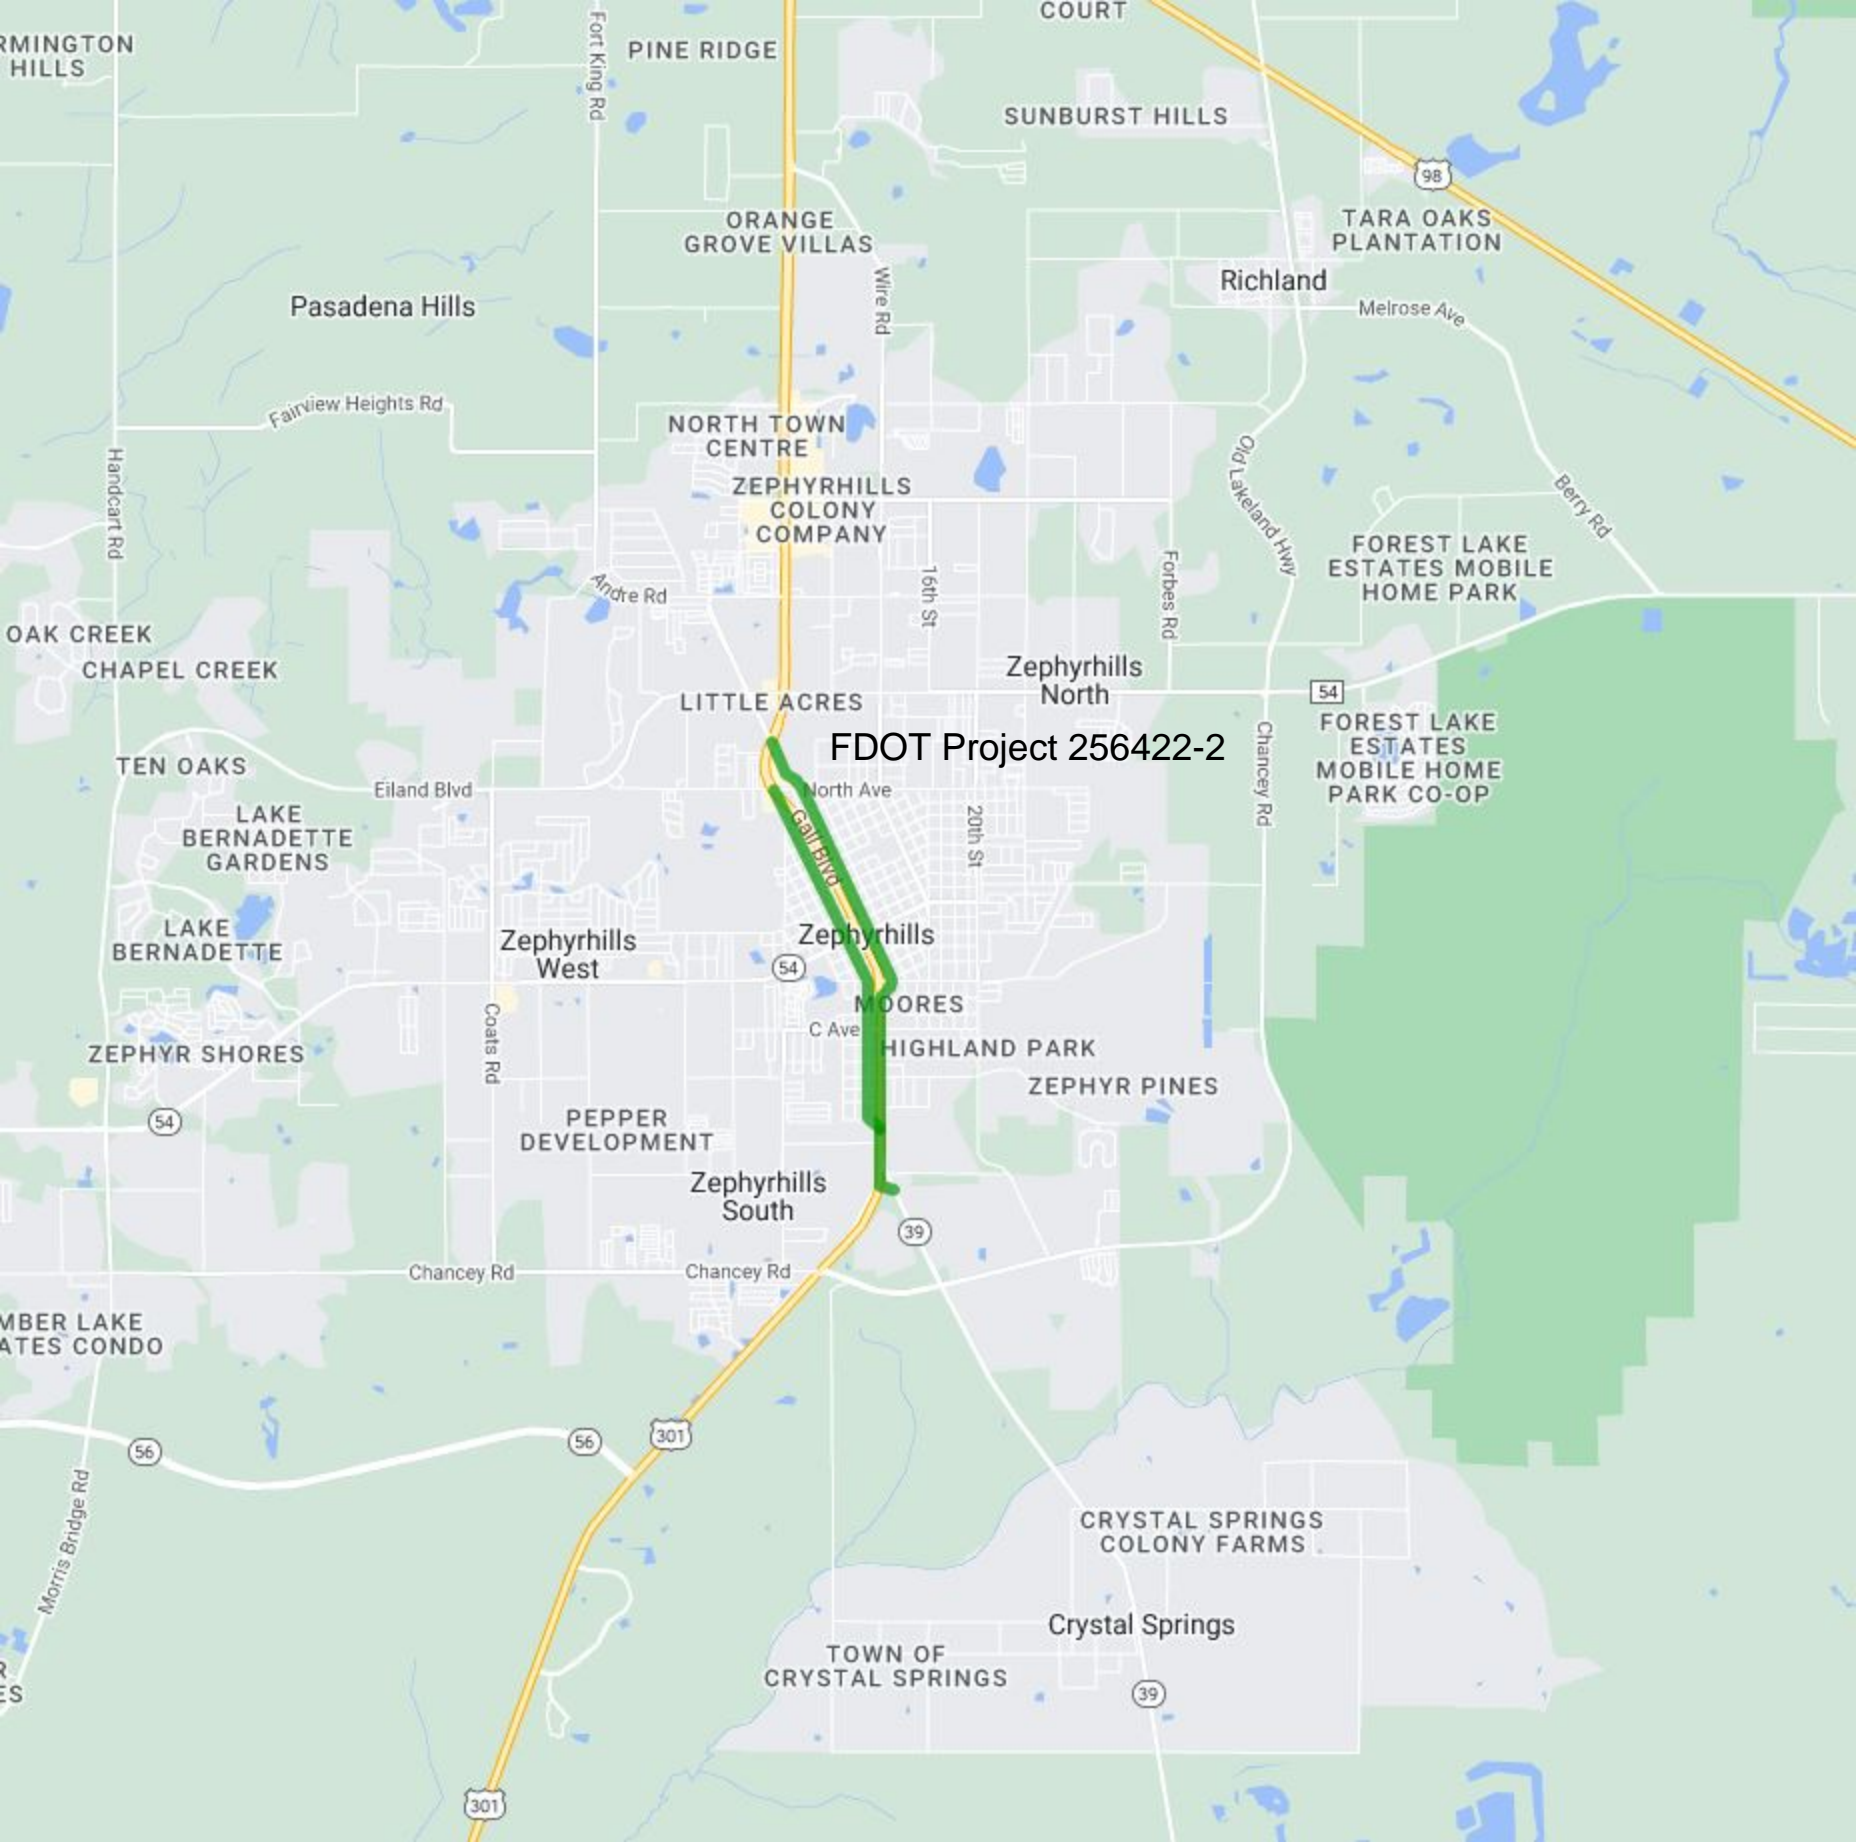 COURT
RMINGTON
HILLS
Fort King Rd
PINE RIDGE
SUNBURST HILLS
98
ORANGE
GROVE VILLAS
TARA OAKS
PLANTATION
Wire Rd
Richland
Pasadena Hills
Melrose Ave
Fairview Heights Rd
NORTH TOWN
CENTRE
Handcart Rd
ZEPHYRHILLS
COLONY
COMPANY
Old Lakeland Hwy
Berry Rd
FOREST LAKE
ESTATES MOBILE
HOME PARK
Andre Rd
16th St
Forbes Rd
OAK CREEK
CHAPEL CREEK
Zephyrhills
North
54
LITTLE ACRES
FOREST LAKE
ESTATES
MOBILE HOME
PARK CO-OP
FDOT Project 256422-2
Chancey Rd
TEN OAKS
Eiland Blvd
North Ave
LAKE
BERNADETTE
GARDENS
Gall Blvd
20th St
LAKE
BERNADETTE
Zephyrhills
West
Zephyrhills
54
MOORES
C Ave
Coats Rd
HIGHLAND PARK
ZEPHYR SHORES
ZEPHYR PINES
54
PEPPER
DEVELOPMENT
Zephyrhills
South
39
Chancey Rd
Chancey Rd
MBER LAKE
ATES CONDO
56
56
301
Morris Bridge Rd
CRYSTAL SPRINGS
COLONY FARMS
Crystal Springs
TOWN OF
CRYSTAL SPRINGS
R
ES
39
301